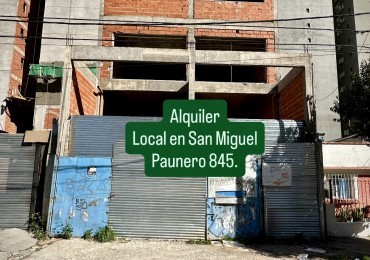 Alquiler
Local en San Miguel
Paunero 845.